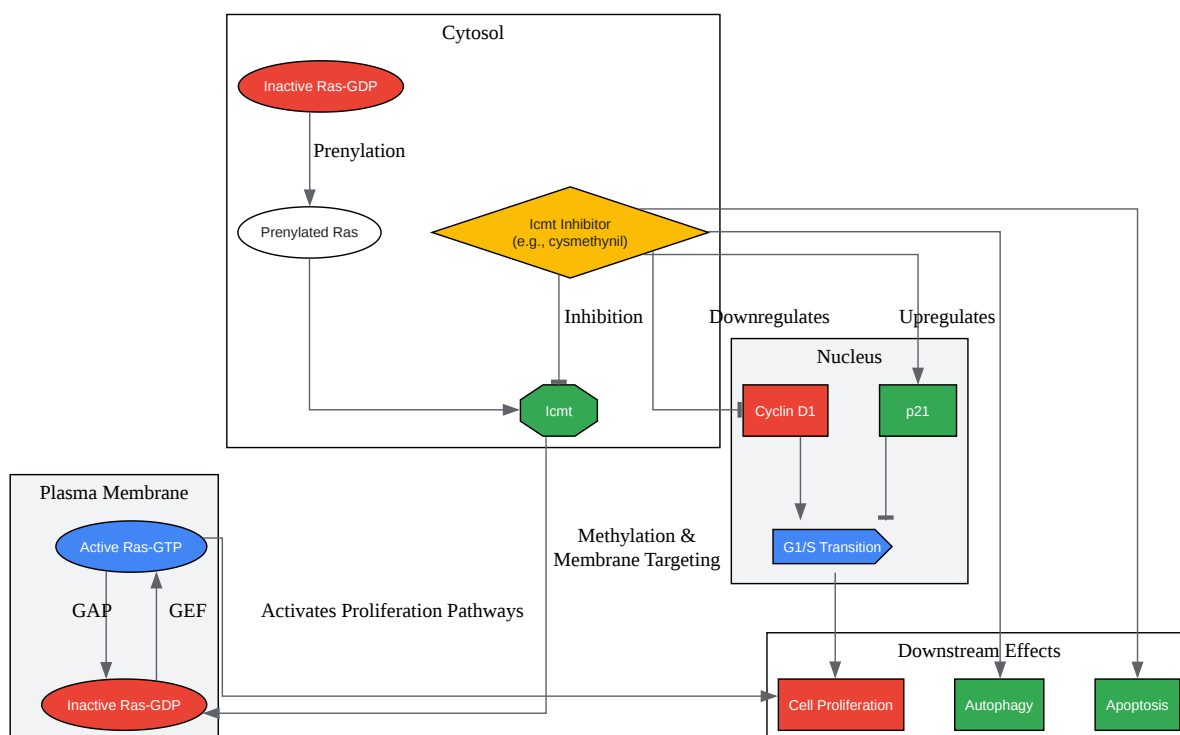 Cytosol
Inactive Ras-GDP
Prenylation
Prenylated Ras
Icmt Inhibitor
(e.g., cysmethynil)
Inhibition
Downregulates
Upregulates
Nucleus
Icmt
Cyclin D1
p21
G1/S Transition
Plasma Membrane
Active Ras-GTP
GAP
GEF
Inactive Ras-GDP
Methylation &
Membrane Targeting
Activates Proliferation Pathways
Downstream Effects
Cell Proliferation
Autophagy
Apoptosis